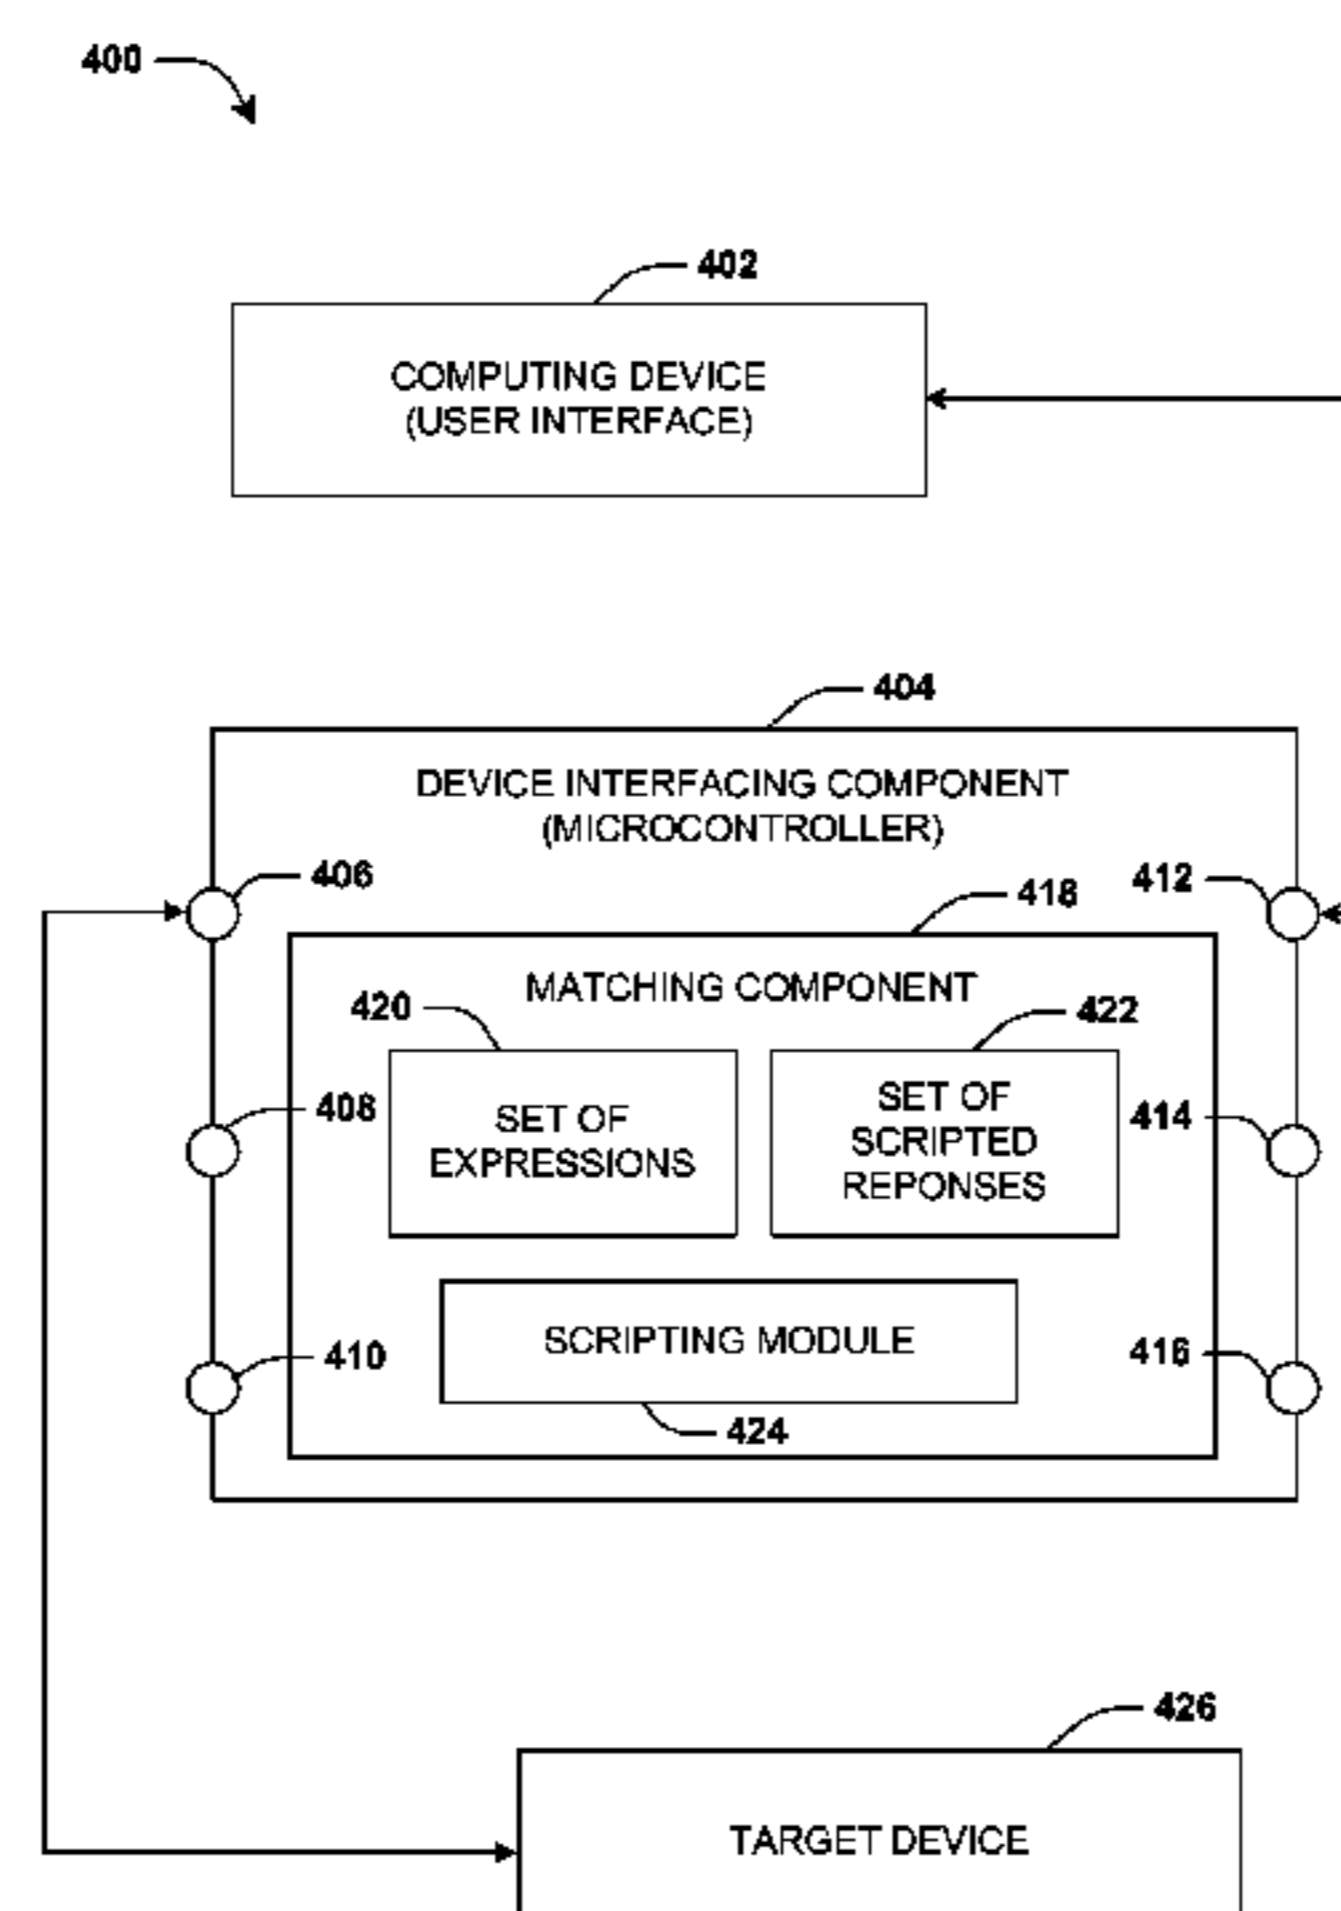 400
402
COMPUTING DEVICE
(USER INTERFACE)
404
DEVICE INTERFACING COMPONENT
(MICROCONTROLLER)
406
412
418
MATCHING COMPONENT
420
422
SET OF
EXPRESSIONS
SET OF
SCRIPTED
REPONSES
408
414
SCRIPTING MODULE
410
416
424
426
TARGET DEVICE